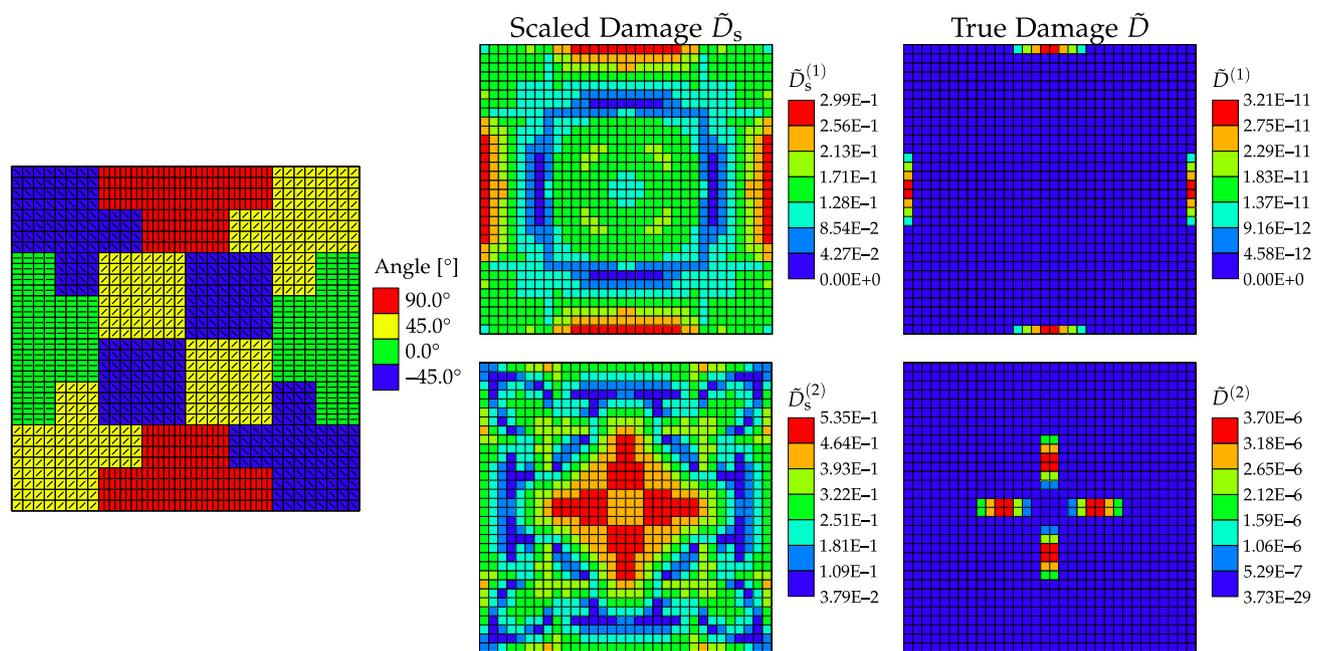 Scaled Damage D̃s
True Damage D̃
D̃s(1)
2.99E–1
2.56E–1
2.13E–1
1.71E–1
1.28E–1
8.54E–2
4.27E–2
0.00E+0
D̃(1)
3.21E–11
2.75E–11
2.29E–11
1.83E–11
1.37E–11
9.16E–12
4.58E–12
0.00E+0
Angle [°]
90.0°
45.0°
0.0°
–45.0°
D̃s(2)
5.35E–1
4.64E–1
3.93E–1
3.22E–1
2.51E–1
1.81E–1
1.09E–1
3.79E–2
D̃(2)
3.70E–6
3.18E–6
2.65E–6
2.12E–6
1.59E–6
1.06E–6
5.29E–7
3.73E–29